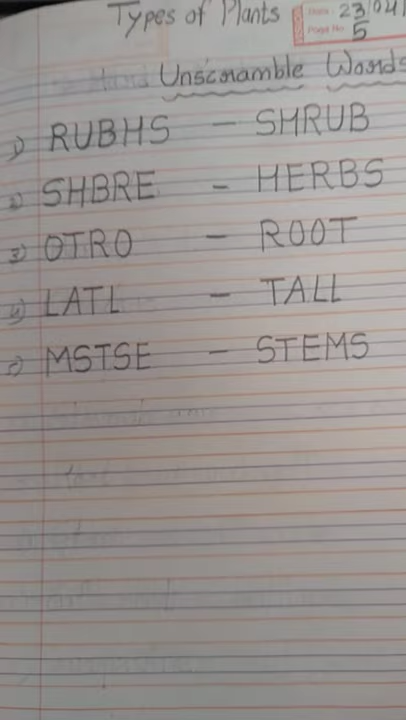 Types of Plants
Date: 23/04/
Page No. 5
Unscramble Words
1) RUBHS - SHRUB
2) SHBRE - HERBS
3) OTRO - ROOT
4) LATL - TALL
5) MSTSE - STEMS